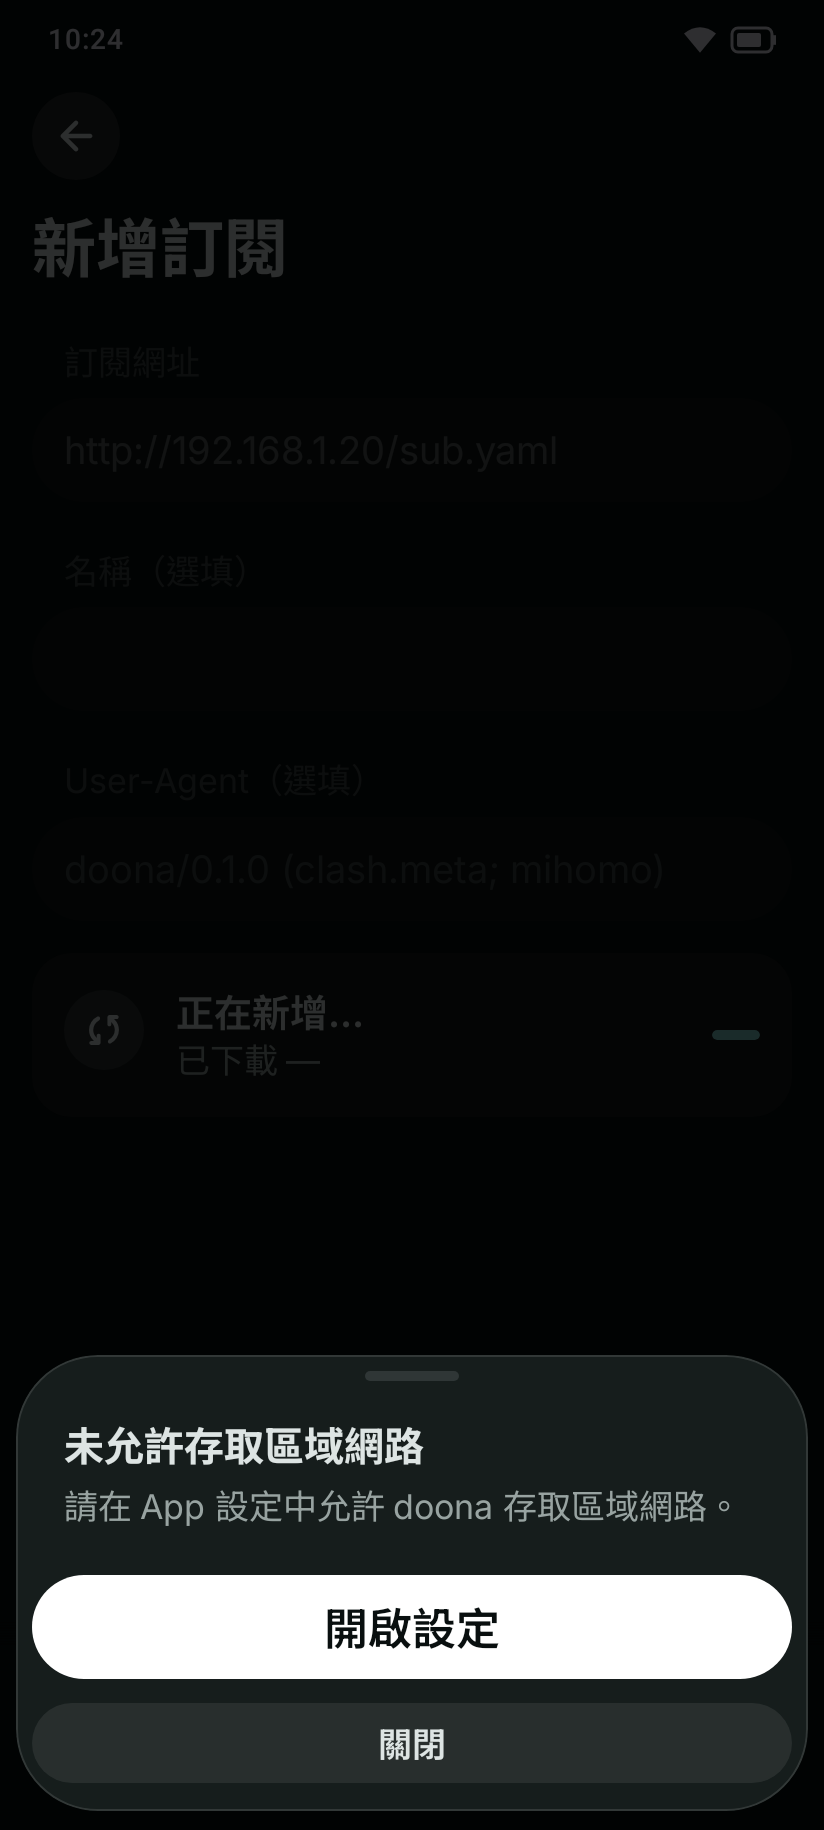 10:24
新增訂閱
訂閱網址
http://192.168.1.20/sub.yaml
名稱（選填）
User-Agent（選填）
doona/0.1.0 (clash.meta; mihomo)
正在新增...
已下載 —
未允許存取區域網路
請在 App 設定中允許 doona 存取區域網路。
開啟設定
關閉